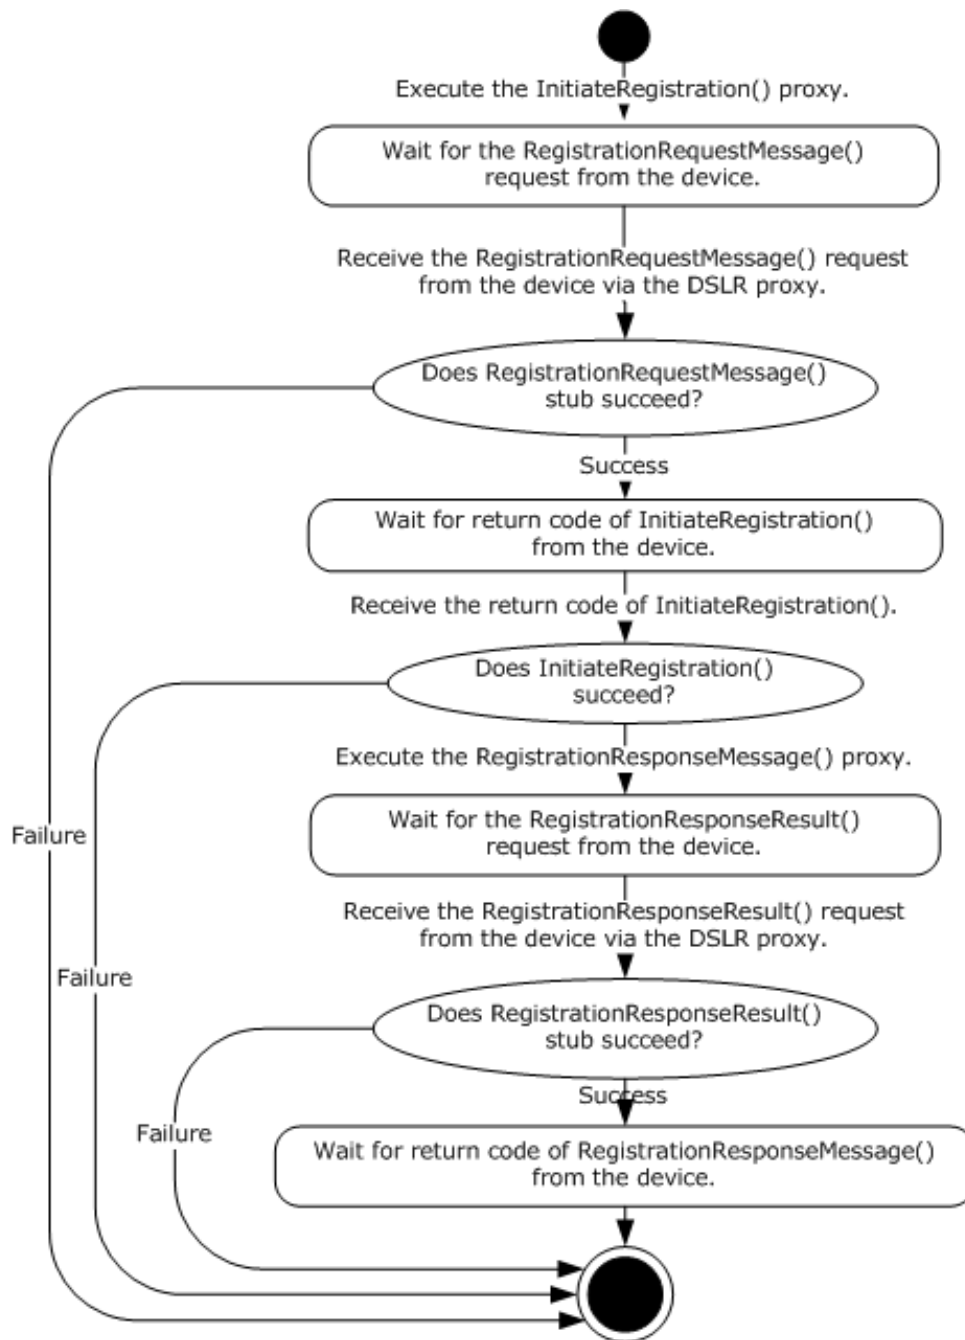 Execute the InitiateRegistration() proxy.
Wait for the RegistrationRequestMessage()
request from the device.
Receive the RegistrationRequestMessage() request
from the device via the DSLR proxy.
Does RegistrationRequestMessage()
stub succeed?
Success
Wait for return code of InitiateRegistration()
from the device.
Receive the return code of InitiateRegistration().
Does InitiateRegistration()
succeed?
Execute the RegistrationResponseMessage() proxy.
Wait for the RegistrationResponseResult()
request from the device.
Failure
Receive the RegistrationResponseResult() request
from the device via the DSLR proxy.
Failure
Does RegistrationResponseResult()
stub succeed?
Success
Failure
Wait for return code of RegistrationResponseMessage()
from the device.